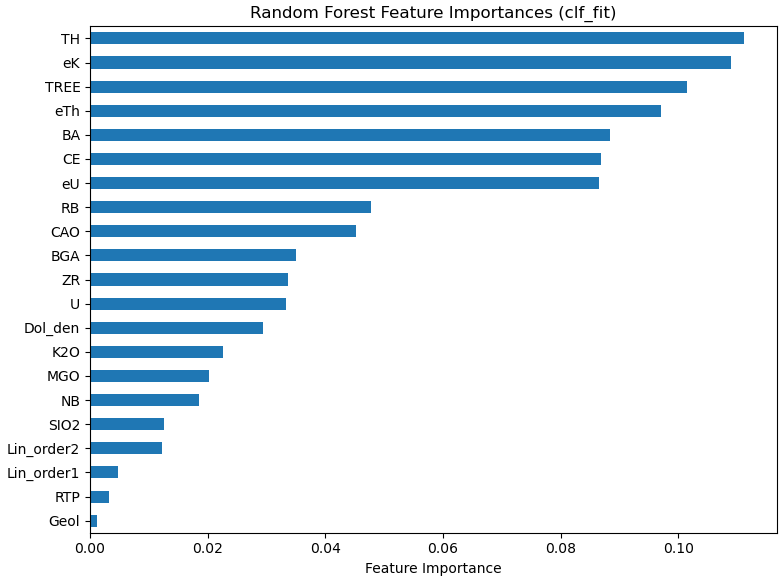 Random Forest Feature Importances (clf_fit)
TH
eK
TREE
eTh
BA
CE
eU
RB
CAO
BGA
ZR
U
Dol_den
K2O
MGO
NB
SIO2
Lin_order2
Lin_order1
RTP
Geol
0.00 0.02 0.04 0.06 0.08 0.10
Feature Importance